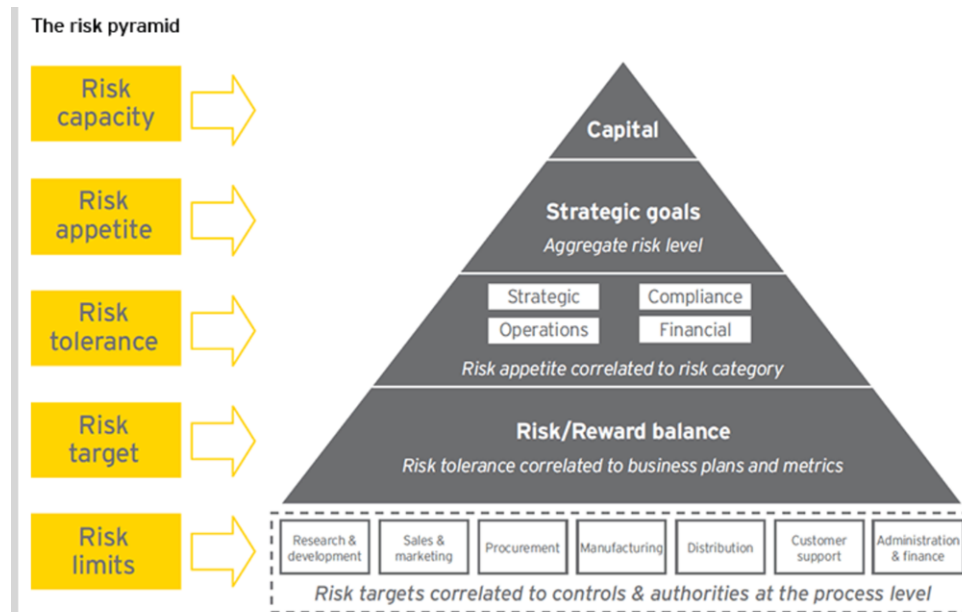 The risk pyramid
Risk
capacity
Capital
Risk
appetite
Strategic goals
Aggregate risk level
Risk
tolerance
Strategic
Compliance
Operations
Financial
Risk appetite correlated to risk category
Risk
target
Risk/Reward balance
Risk tolerance correlated to business plans and metrics
Risk
limits
Research &
development
Sales &
marketing
Procurement
Manufacturing
Distribution
Customer
support
Administration
& finance
Risk targets correlated to controls & authorities at the process level